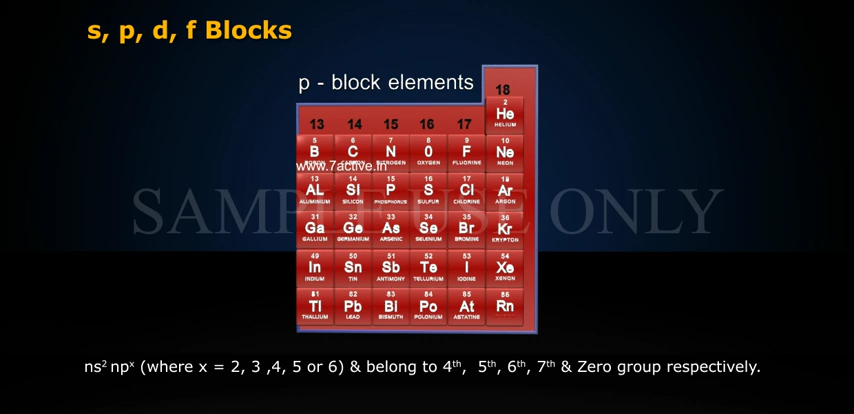 s, p, d, f Blocks
p - block elements
18
2
He
HELIUM
13 14 15 16 17
5 6 7 8 9 10
B C N O F Ne
NITROGEN OXYGEN FLUORINE NEON
www.7active.in
13 14 15 16 17 18
AL SI P S Cl Ar
ALUMINIUM SILICON PHOSPHORUS SULFUR CHLORINE ARGON
SAMPLE USE ONLY
31 32 33 34 35 36
Ga Ge As Se Br Kr
GALLIUM GERMANIUM ARSENIC SELENIUM BROMINE KRYPTON
49 50 51 52 53 54
In Sn Sb Te I Xe
INDIUM TIN ANTIMONY TELLURIUM IODINE XENON
81 82 83 84 85 86
TI Pb BI Po At Rn
THALLIUM LEAD BISMUTH POLONIUM ASTATINE
ns² npˣ (where x = 2, 3 ,4, 5 or 6) & belong to 4ᵗʰ, 5ᵗʰ, 6ᵗʰ, 7ᵗʰ & Zero group respectively.